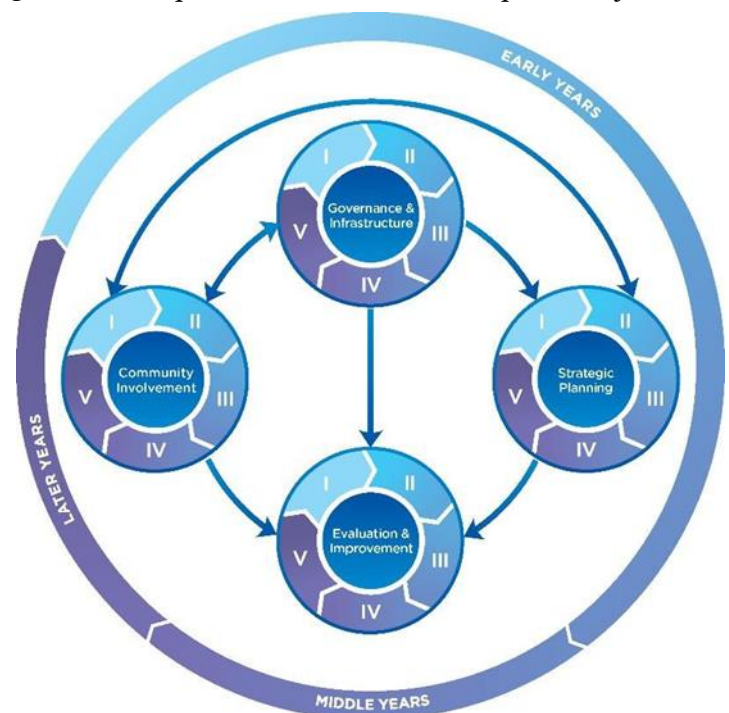 EARLY YEARS
I
II
III
IV
V
Governance &
Infrastructure
I
II
III
IV
V
Community
Involvement
I
II
III
IV
V
Strategic
Planning
I
II
III
IV
V
Evaluation &
Improvement
LATER YEARS
MIDDLE YEARS